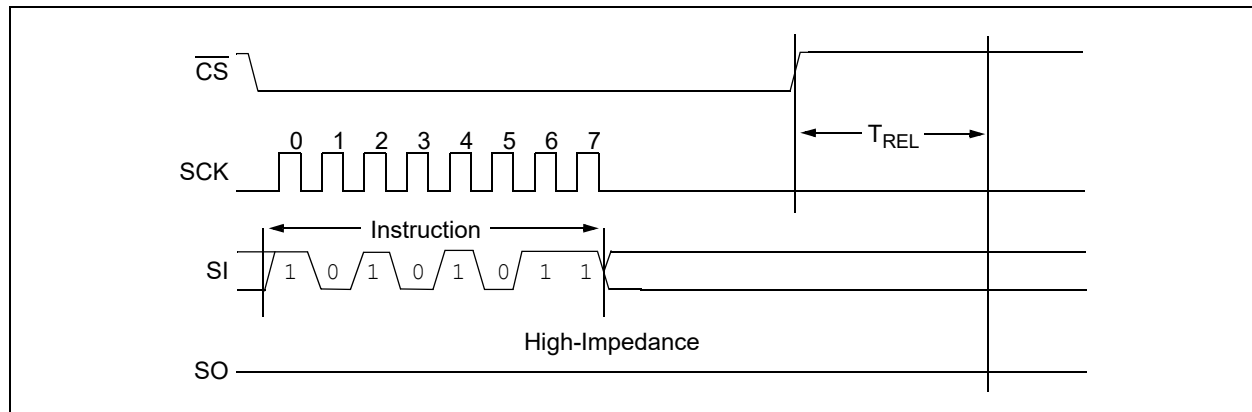 CS
TREL
0 1 2 3 4 5 6 7
SCK
Instruction
SI 1 0 1 0 1 0 1 1
High-Impedance
SO